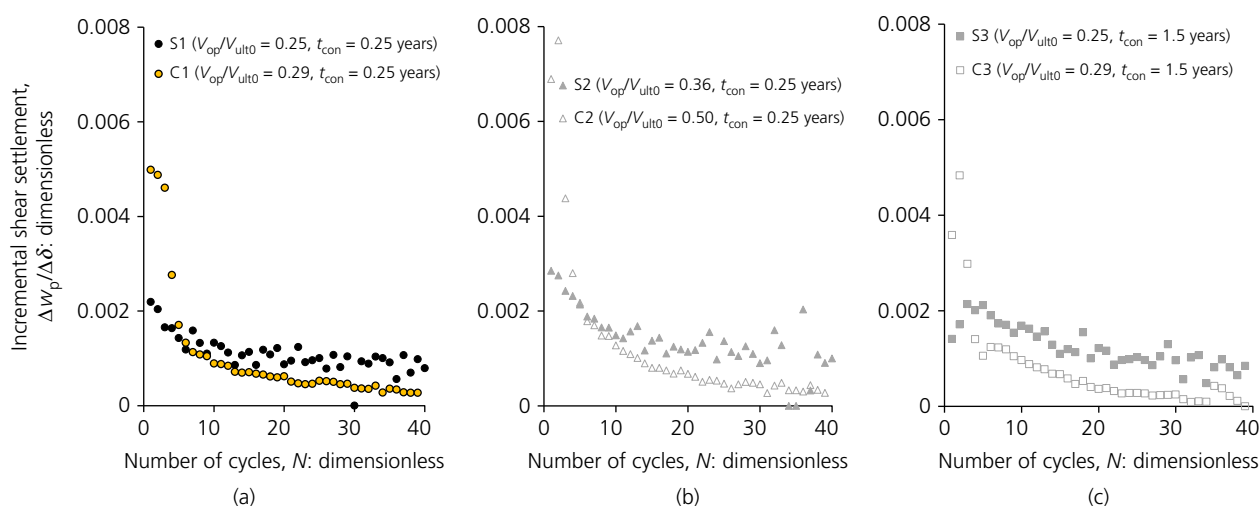 Incremental shear settlement,
Δw_p/Δδ: dimensionless
0.008
0.006
0.004
0.002
0
0 10 20 30 40
S1 (V_op/V_ult0 = 0.25, t_con = 0.25 years)
C1 (V_op/V_ult0 = 0.29, t_con = 0.25 years)
Number of cycles, N: dimensionless
(a)
0.008
0.006
0.004
0.002
0
0 10 20 30 40
S2 (V_op/V_ult0 = 0.36, t_con = 0.25 years)
C2 (V_op/V_ult0 = 0.50, t_con = 0.25 years)
Number of cycles, N: dimensionless
(b)
0.008
0.006
0.004
0.002
0
0 10 20 30 40
S3 (V_op/V_ult0 = 0.25, t_con = 1.5 years)
C3 (V_op/V_ult0 = 0.29, t_con = 1.5 years)
Number of cycles, N: dimensionless
(c)